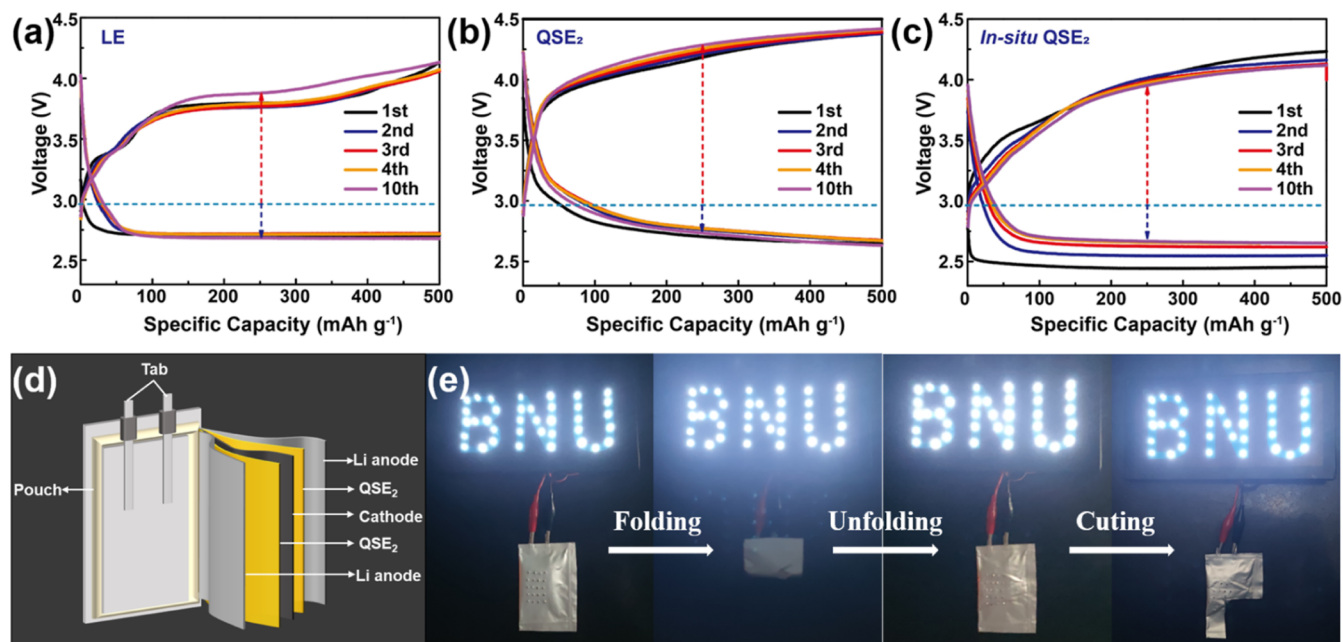 (a)
LE
4.5
4.0
3.5
3.0
2.5
Voltage (V)
1st
2nd
3rd
4th
10th
0 100 200 300 400 500
Specific Capacity (mAh g⁻¹)
(b)
QSE₂
4.5
4.0
3.5
3.0
2.5
Voltage (V)
1st
2nd
3rd
4th
10th
0 100 200 300 400 500
Specific Capacity (mAh g⁻¹)
(c)
In-situ QSE₂
4.5
4.0
3.5
3.0
2.5
Voltage (V)
1st
2nd
3rd
4th
10th
0 100 200 300 400 500
Specific Capacity (mAh g⁻¹)
(d)
Tab
Pouch
Li anode
QSE₂
Cathode
QSE₂
Li anode
(e)
BNU
BNU
BNU
BNU
Folding
Unfolding
Cuting